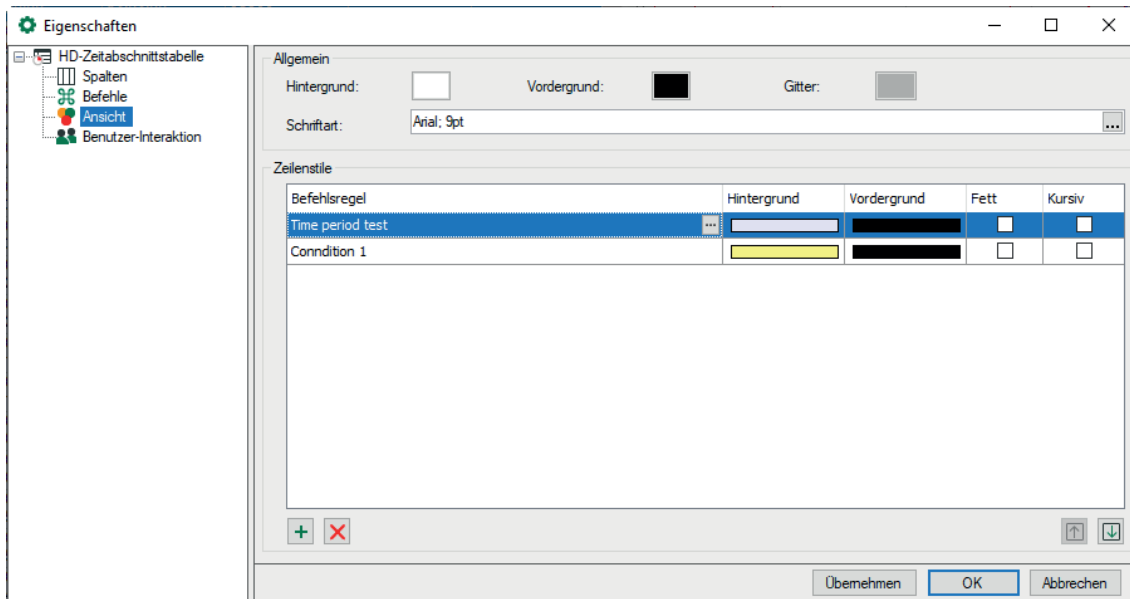 Eigenschaften
HD-Zeitabschnittstabelle
Spalten
Befehle
Ansicht
Benutzer-Interaktion
Allgemein
Hintergrund: Vordergrund: Gitter:
Schriftart: Arial; 9pt ...
Zeilenstile
Befehlsregel Hintergrund Vordergrund Fett Kursiv
Time period test ...
Conndition 1
Übernehmen OK Abbrechen